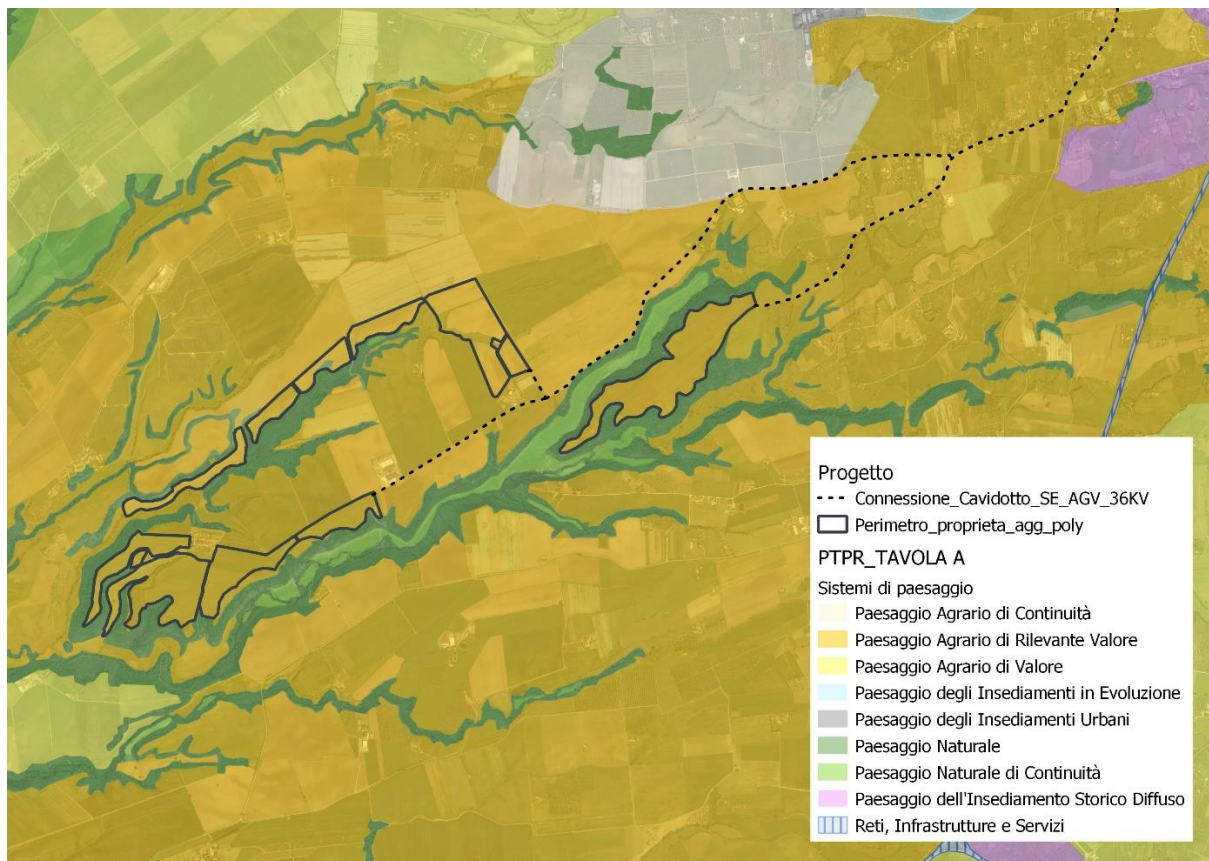 Progetto
Connessione_Cavidotto_SE_AGV_36KV
Perimetro_proprieta_agg_poly
PTPR_TAVOLA A
Sistemi di paesaggio
Paesaggio Agrario di Continuità
Paesaggio Agrario di Rilevante Valore
Paesaggio Agrario di Valore
Paesaggio degli Insediamenti in Evoluzione
Paesaggio degli Insediamenti Urbani
Paesaggio Naturale
Paesaggio Naturale di Continuità
Paesaggio dell'Insediamento Storico Diffuso
Reti, Infrastrutture e Servizi